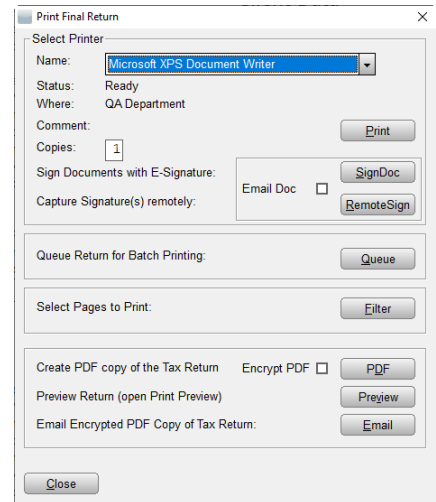 Print Final Return
Select Printer
Name: Microsoft XPS Document Writer
Status: Ready
Where: QA Department
Comment:
Print
Copies: 1
Sign Documents with E-Signature: Email Doc SignDoc
Capture Signature(s) remotely: RemoteSign
Queue Return for Batch Printing: Queue
Select Pages to Print: Filter
Create PDF copy of the Tax Return Encrypt PDF PDF
Preview Return (open Print Preview) Preview
Email Encrypted PDF Copy of Tax Return: Email
Close